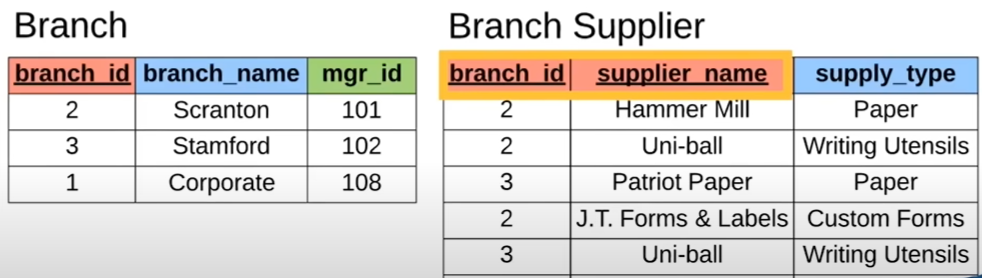 Branch
branch_id branch_name mgr_id
2 Scranton 101
3 Stamford 102
1 Corporate 108
Branch Supplier
branch_id supplier_name supply_type
2 Hammer Mill Paper
2 Uni-ball Writing Utensils
3 Patriot Paper Paper
2 J.T. Forms & Labels Custom Forms
3 Uni-ball Writing Utensils